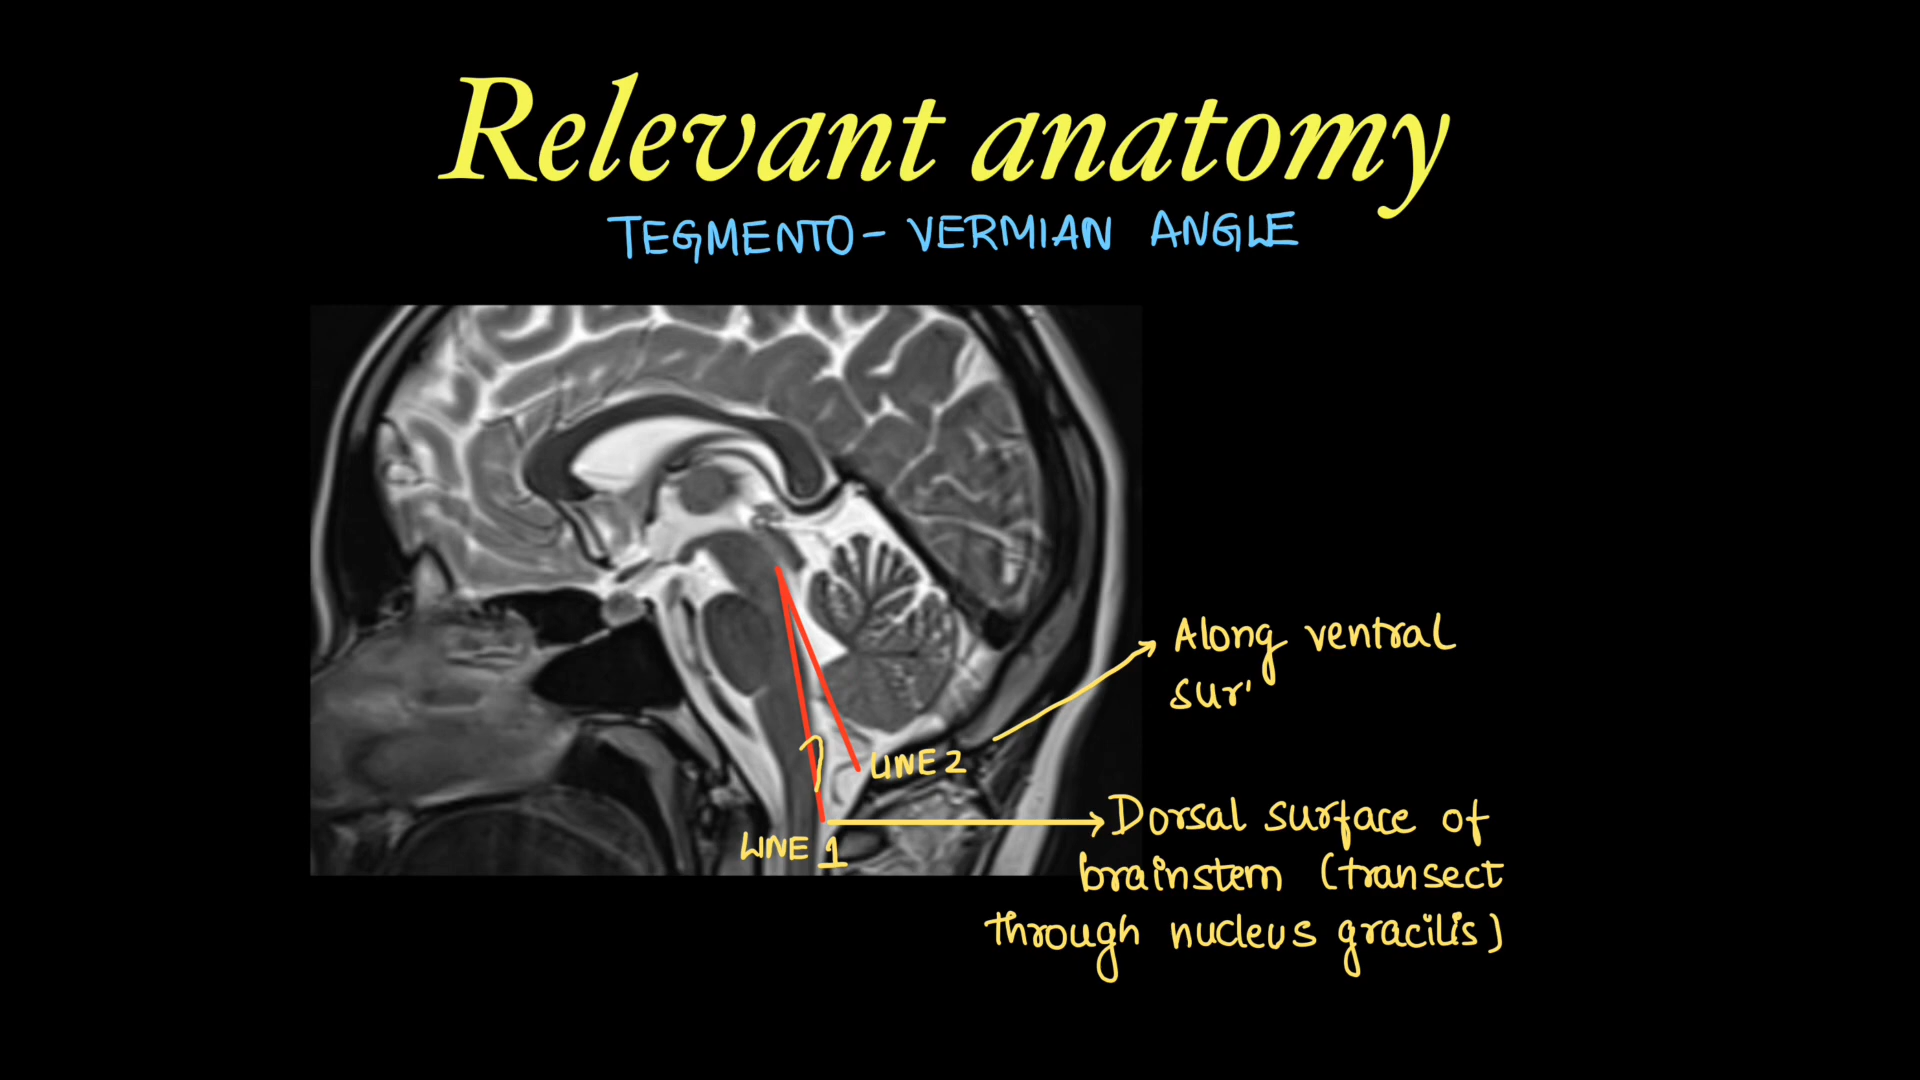 Relevant anatomy
TEGMENTO - VERMIAN ANGLE
Along ventral
sur'
LINE 2
Dorsal surface of
LINE 1
brainstem (transect
through nucleus gracilis)